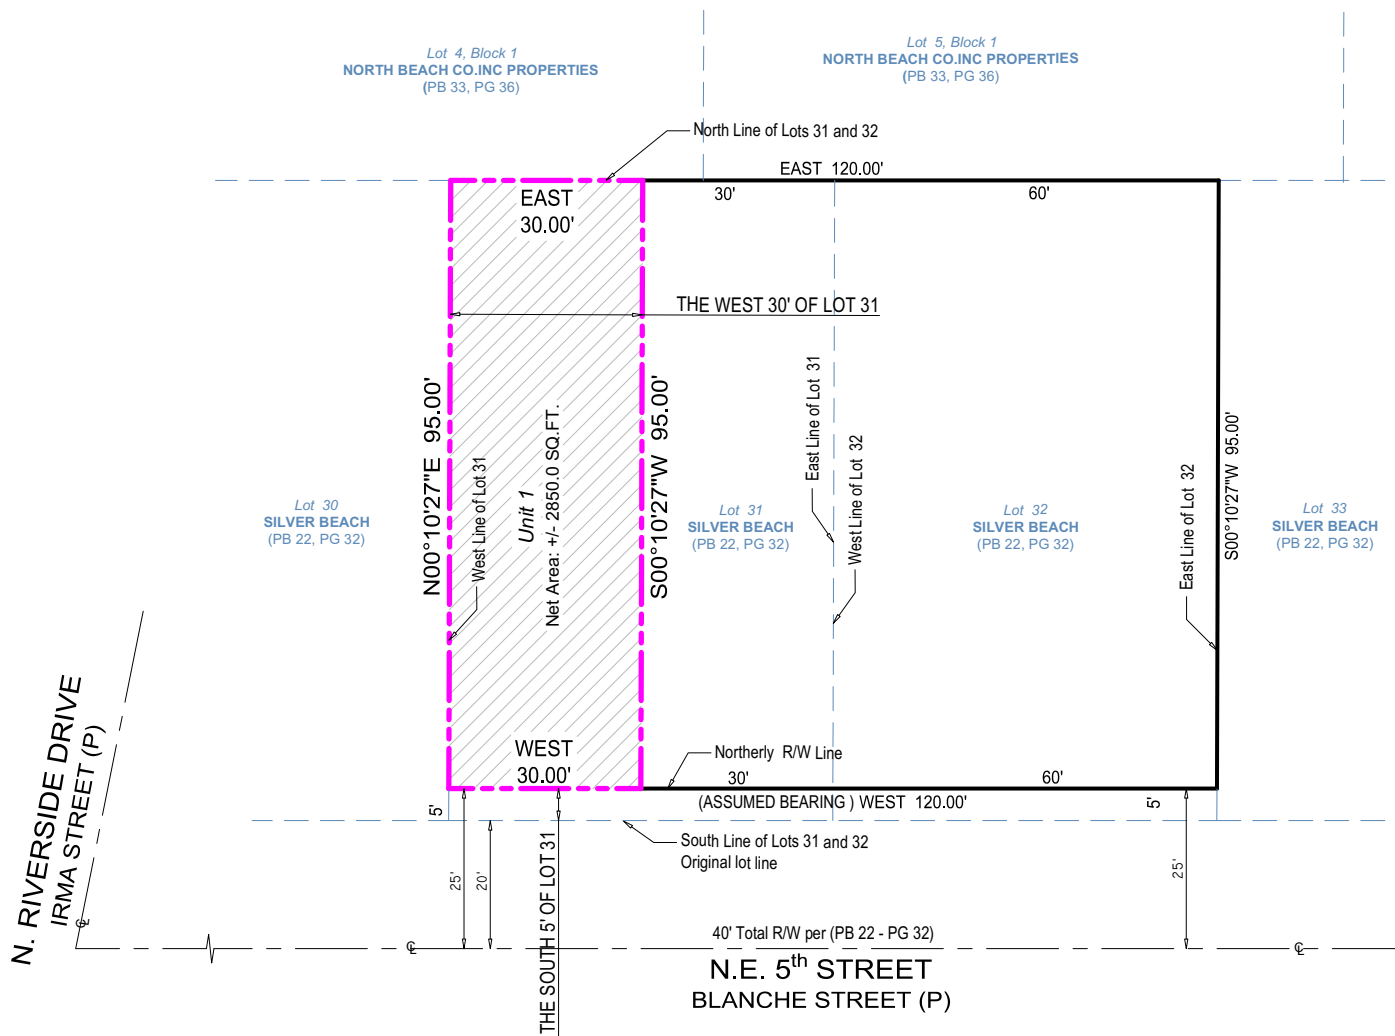 Lot 4, Block 1
NORTH BEACH CO.INC PROPERTIES
(PB 33, PG 36)
Lot 5, Block 1
NORTH BEACH CO.INC PROPERTIES
(PB 33, PG 36)
North Line of Lots 31 and 32
EAST 120.00'
30'
60'
EAST
30.00'
THE WEST 30' OF LOT 31
N00°10'27"E 95.00'
West Line of Lot 31
Unit 1
Net Area: +/- 2850.0 SQ.FT.
S00°10'27"W 95.00'
East Line of Lot 31
West Line of Lot 32
East Line of Lot 32
S00°10'27"W 95.00'
Lot 30
SILVER BEACH
(PB 22, PG 32)
Lot 31
SILVER BEACH
(PB 22, PG 32)
Lot 32
SILVER BEACH
(PB 22, PG 32)
Lot 33
SILVER BEACH
(PB 22, PG 32)
WEST
30.00'
Northerly R/W Line
30'
60'
(ASSUMED BEARING ) WEST 120.00'
5'
5'
South Line of Lots 31 and 32
Original lot line
25'
20'
THE SOUTH 5' OF LOT 31
25'
N. RIVERSIDE DRIVE
IRMA STREET (P)
40' Total R/W per (PB 22 - PG 32)
N.E. 5th STREET
BLANCHE STREET (P)